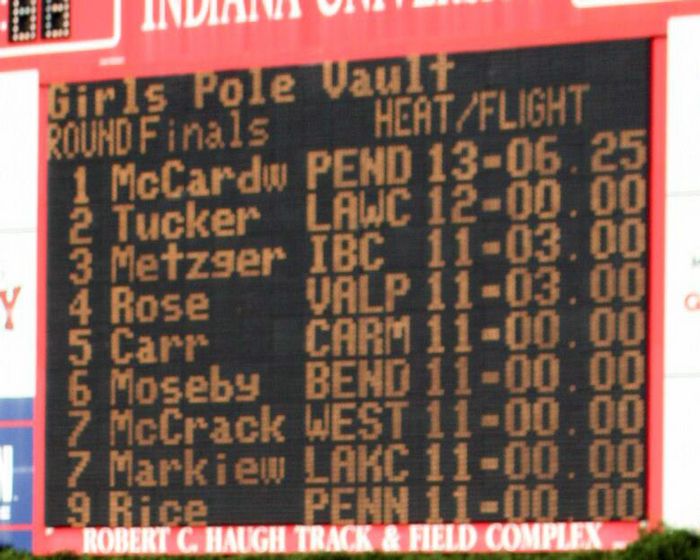 INDIANA UNIVERSITY
Girls Pole Vault
ROUND Finals HEAT/FLIGHT
1 McCardw PEND 13-06.25
2 Tucker LAWC 12-00.00
3 Metzger IBC 11-03.00
4 Rose VALP 11-03.00
5 Carr CARM 11-00.00
6 Moseby BEND 11-00.00
7 McCrack WEST 11-00.00
7 Markiew LAKC 11-00.00
9 Rice PENN 11-00.00
ROBERT C. HAUGH TRACK & FIELD COMPLEX